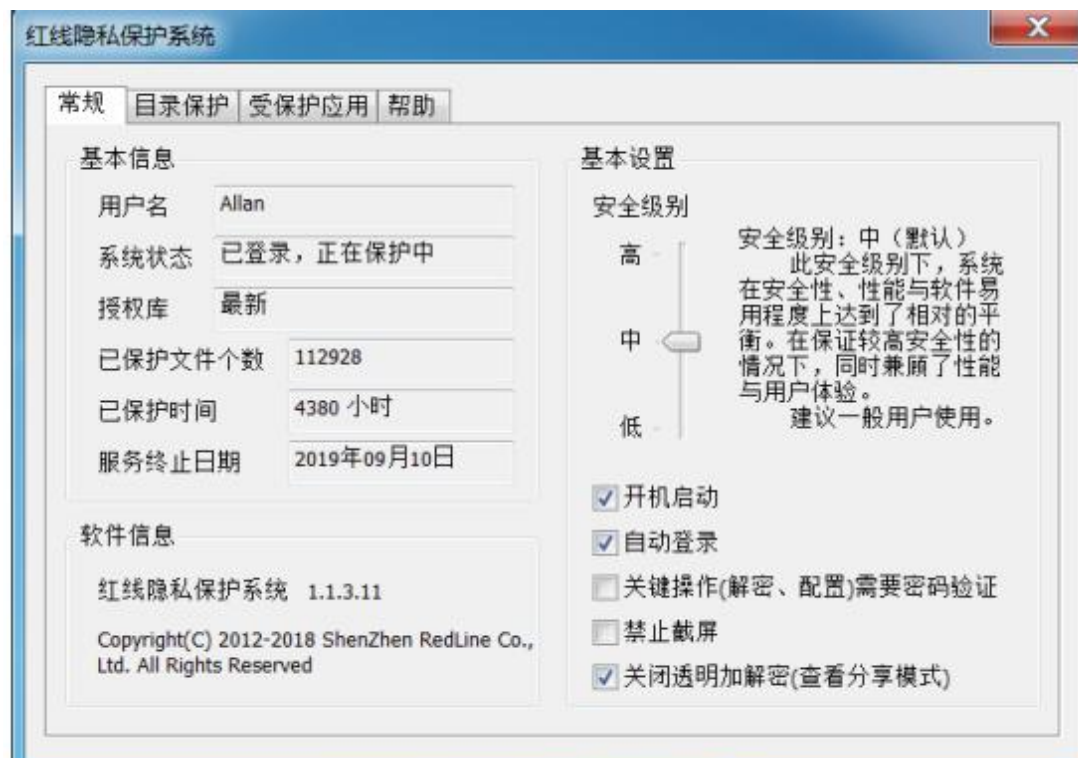 红线隐私保护系统
常规 目录保护 受保护应用 帮助
基本信息
用户名 Allan
系统状态 已登录，正在保护中
授权库 最新
已保护文件个数 112928
已保护时间 4380 小时
服务终止日期 2019年09月10日
软件信息
红线隐私保护系统 1.1.3.11
Copyright(C) 2012-2018 ShenZhen RedLine Co.,
Ltd. All Rights Reserved
基本设置
安全级别
高
中
低
安全级别：中（默认）
此安全级别下，系统
在安全性、性能与软件易
用程度上达到了相对的平
衡。在保证较高安全性的
情况下，同时兼顾了性能
与用户体验。
建议一般用户使用。
开机启动
自动登录
关键操作(解密、配置)需要密码验证
禁止截屏
关闭透明加解密(查看分享模式)